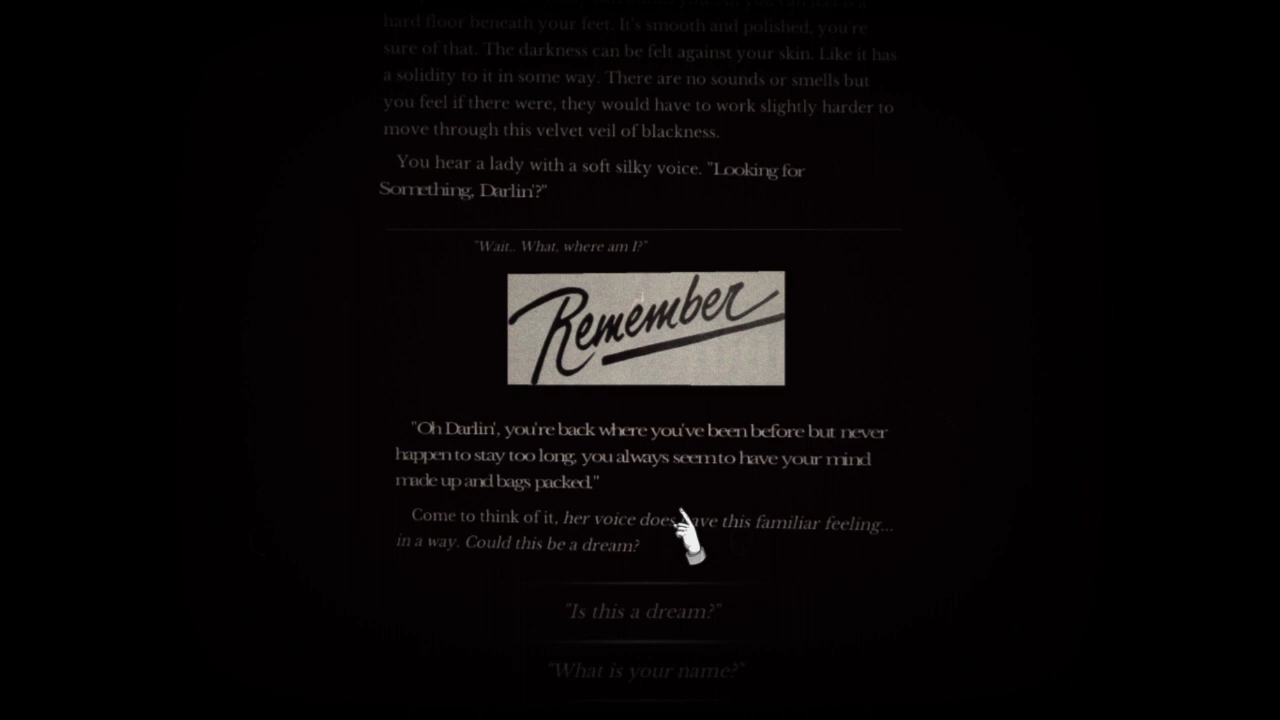 hard floor beneath your feet. It's smooth and polished, you're
sure of that. The darkness can be felt against your skin. Like it has
a solidity to it in some way. There are no sounds or smells but
you feel if there were, they would have to work slightly harder to
move through this velvet veil of blackness.
You hear a lady with a soft silky voice. "Looking for
Something, Darlin'?"
"Wait.. What, where am I?"
Remember
"Oh Darlin', you're back where you've been before but never
happen to stay too long, you always seem to have your mind
made up and bags packed."
Come to think of it, her voice does this familiar feeling...
in a way. Could this be a dream?
"Is this a dream?"
"What is your name?"